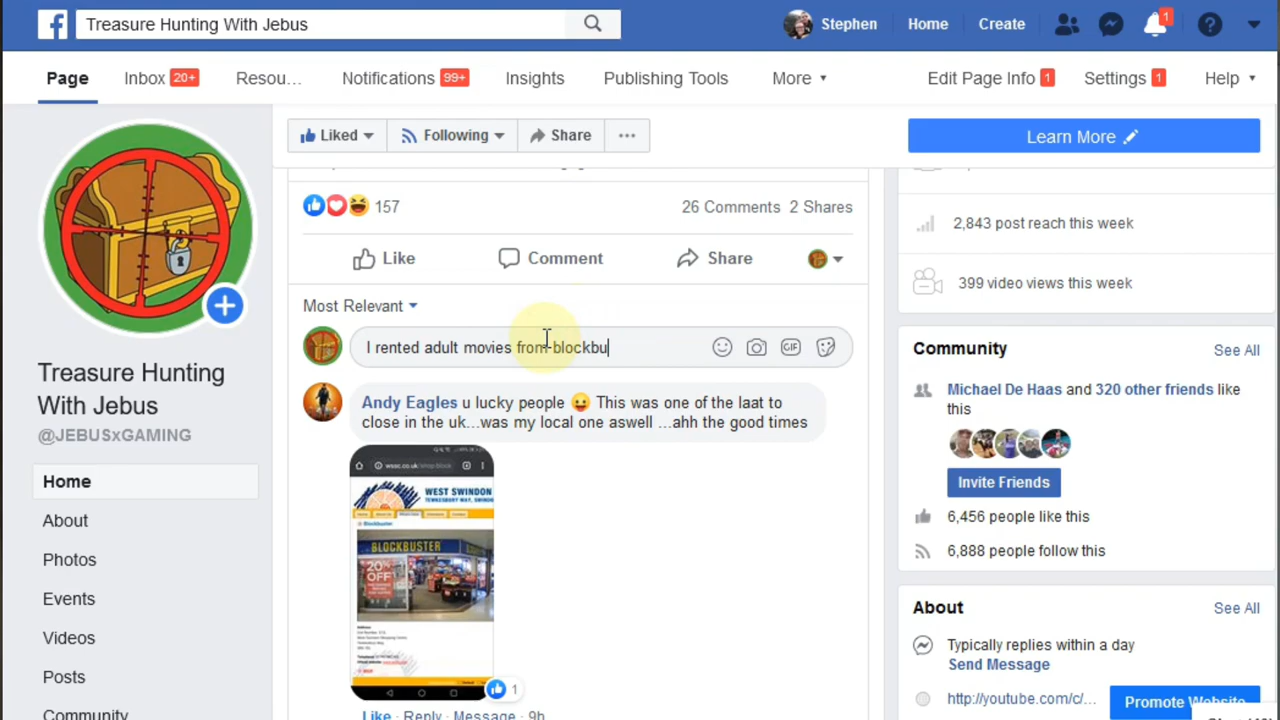 Treasure Hunting With Jebus
Stephen
Home
Create
1
Page
Inbox 20+
Resou...
Notifications 99+
Insights
Publishing Tools
More
Edit Page Info 1
Settings 1
Help
Liked
Following
Share
Learn More
157
26 Comments 2 Shares
2,843 post reach this week
Like
Comment
Share
399 video views this week
Most Relevant
I rented adult movies from blockbu
GIF
Community
See All
Andy Eagles u lucky people This was one of the laat to
close in the uk...was my local one aswell ...ahh the good times
Michael De Haas and 320 other friends like
this
Treasure Hunting
With Jebus
@JEBUSxGAMING
WEST SWINDON
BLOCKBUSTER
20%
OFF
Invite Friends
6,456 people like this
6,888 people follow this
Home
About
Photos
Events
Videos
Posts
Community
About
See All
Typically replies within a day
Send Message
http://youtube.com/c/...
Promote Website
1
Like · Reply · Message · 9h